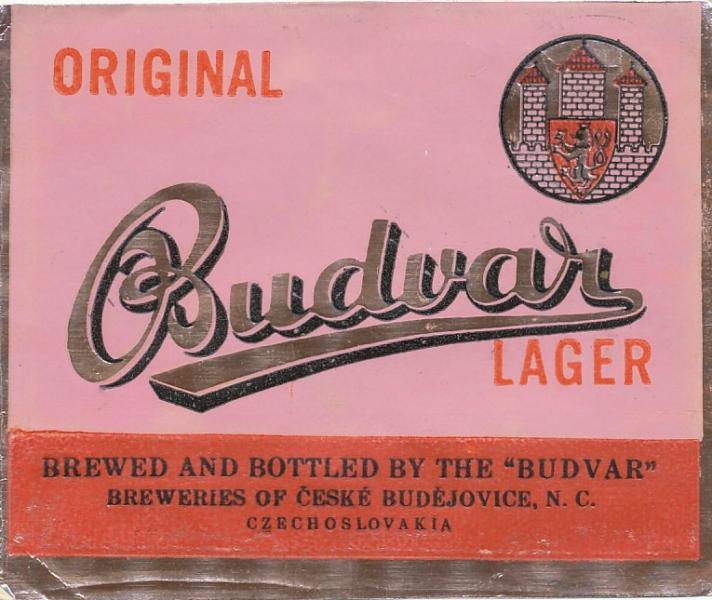 ORIGINAL
Budvar
LAGER
BREWED AND BOTTLED BY THE “BUDVAR”
BREWERIES OF ČESKÉ BUDĚJOVICE, N. C.
CZECHOSLOVAKIA